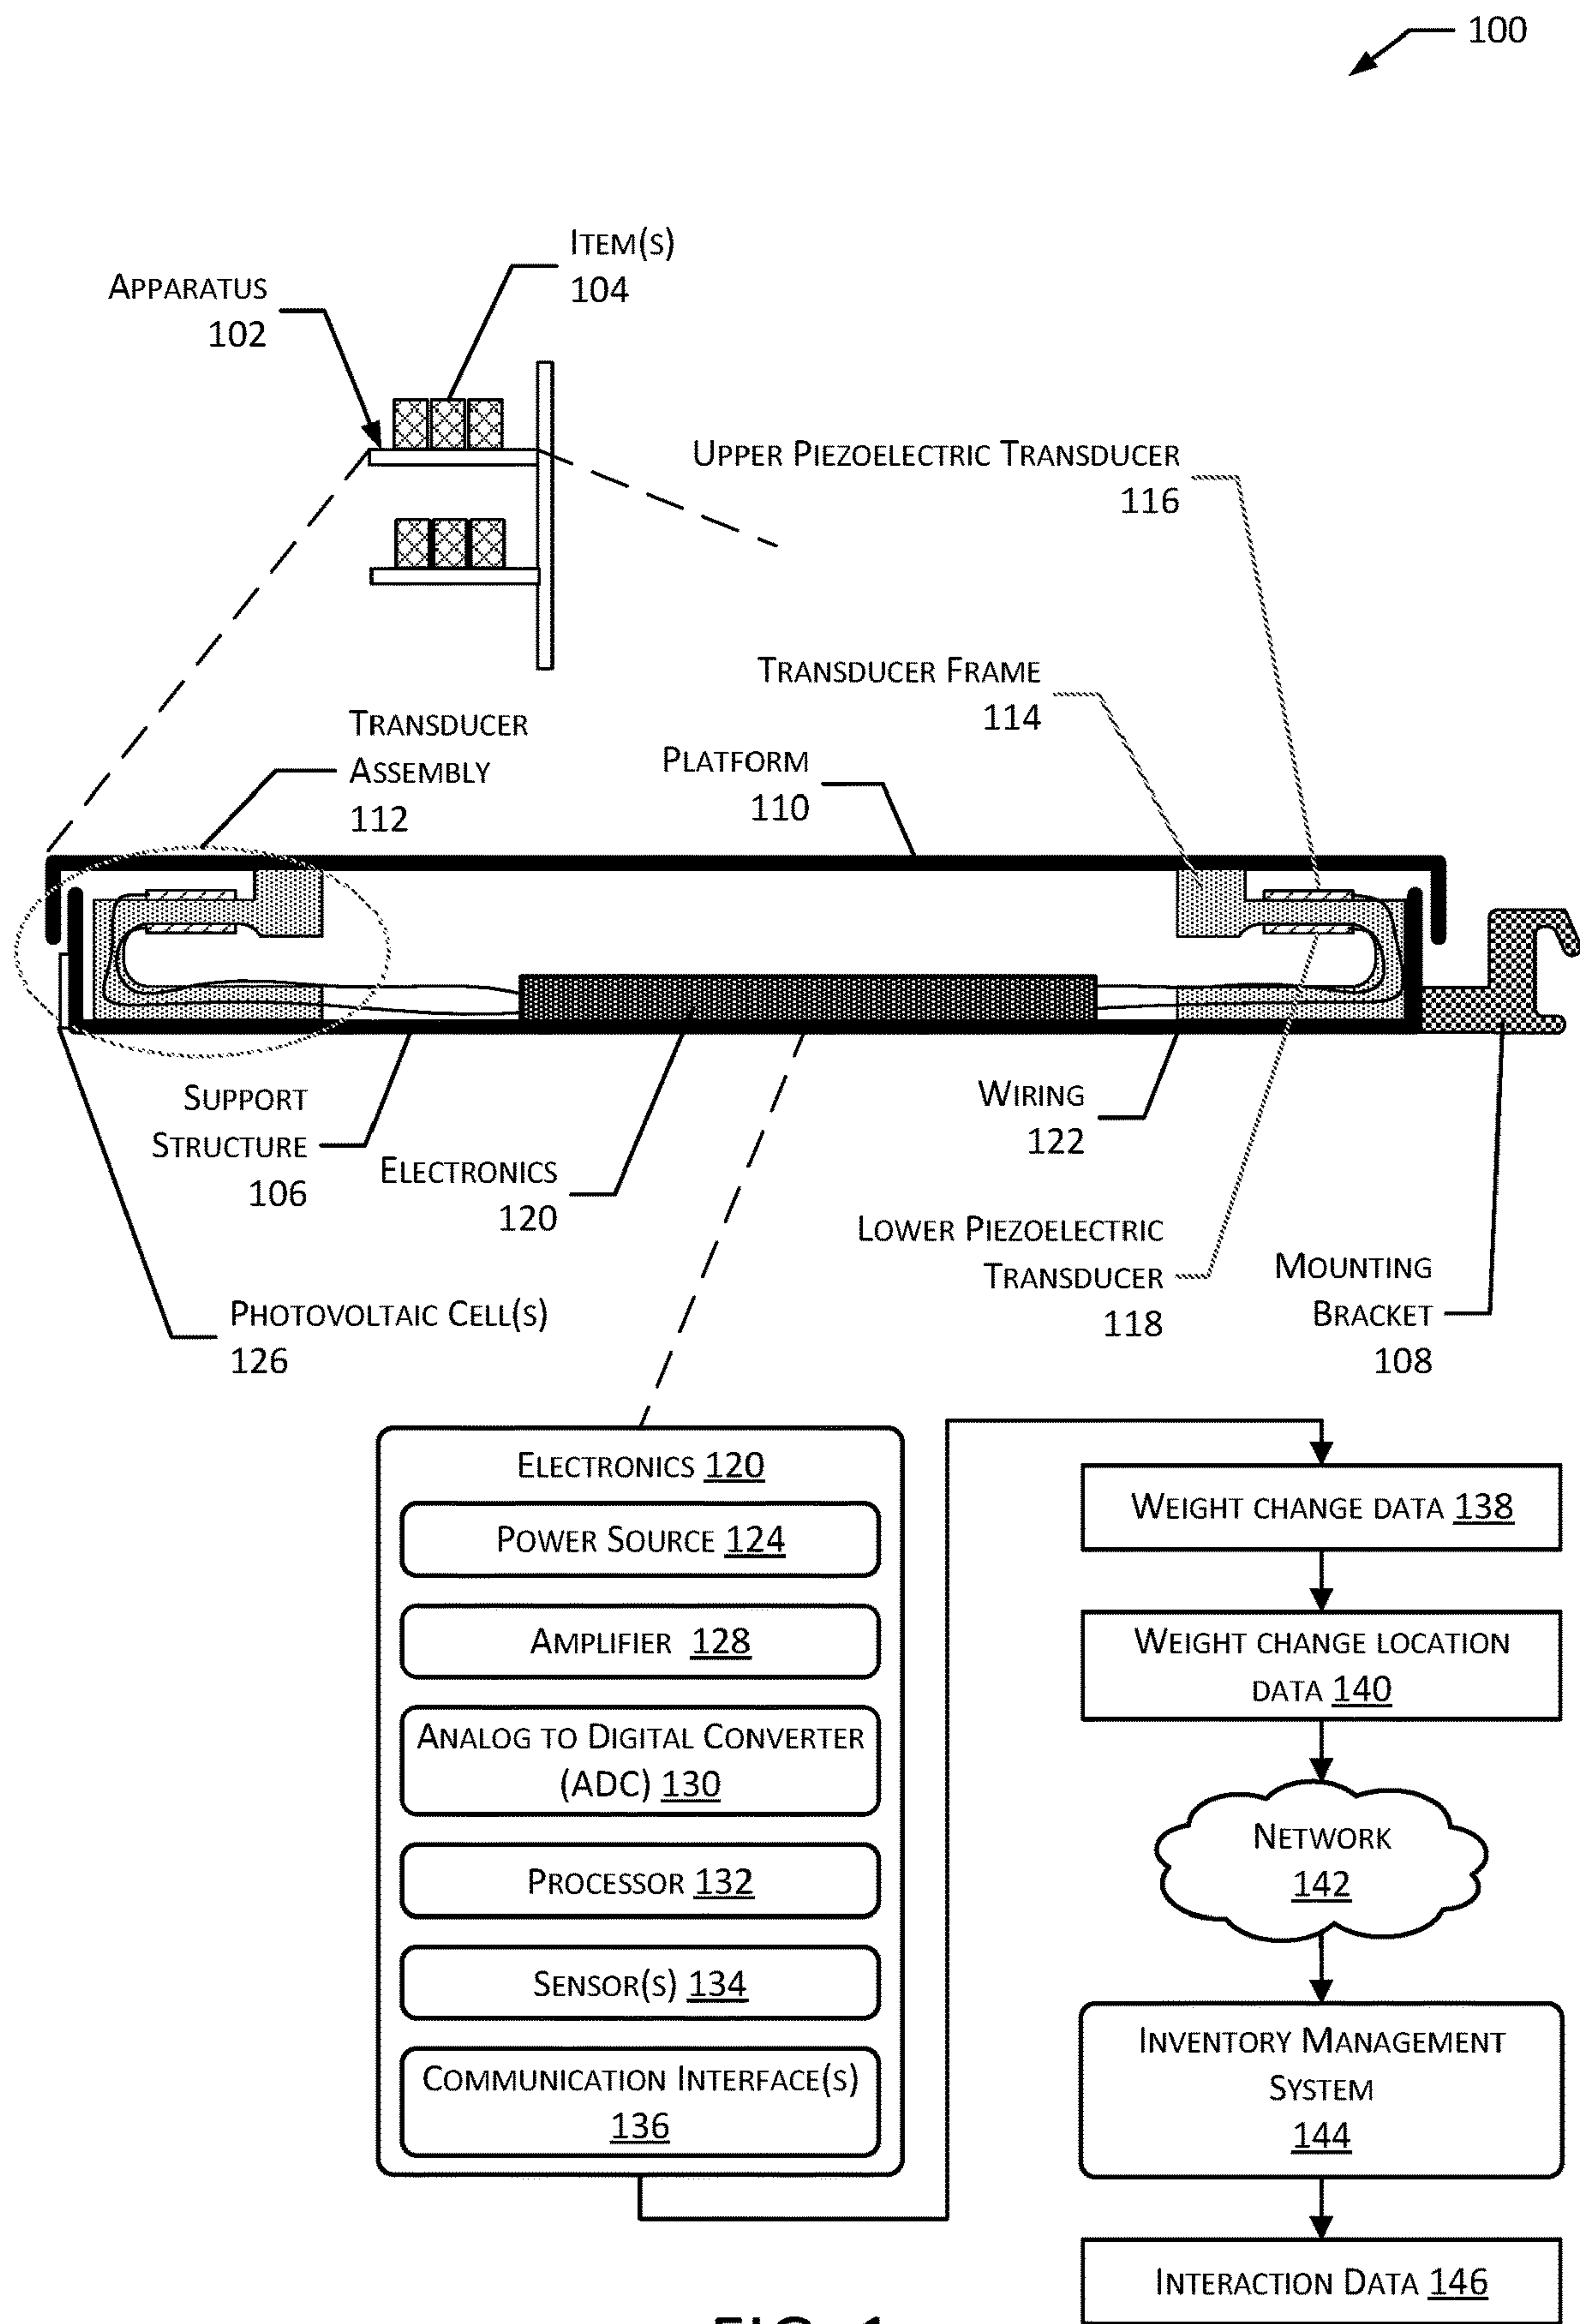 100
ITEM(S)
104
APPARATUS
102
UPPER PIEZOELECTRIC TRANSDUCER
116
TRANSDUCER FRAME
114
TRANSDUCER
ASSEMBLY
112
PLATFORM
110
SUPPORT
STRUCTURE
106
ELECTRONICS
120
WIRING
122
LOWER PIEZOELECTRIC
TRANSDUCER
118
MOUNTING
BRACKET
108
PHOTOVOLTAIC CELL(S)
126
ELECTRONICS 120
POWER SOURCE 124
AMPLIFIER 128
ANALOG TO DIGITAL CONVERTER
(ADC) 130
PROCESSOR 132
SENSOR(S) 134
COMMUNICATION INTERFACE(S)
136
WEIGHT CHANGE DATA 138
WEIGHT CHANGE LOCATION
DATA 140
NETWORK
142
INVENTORY MANAGEMENT
SYSTEM
144
INTERACTION DATA 146